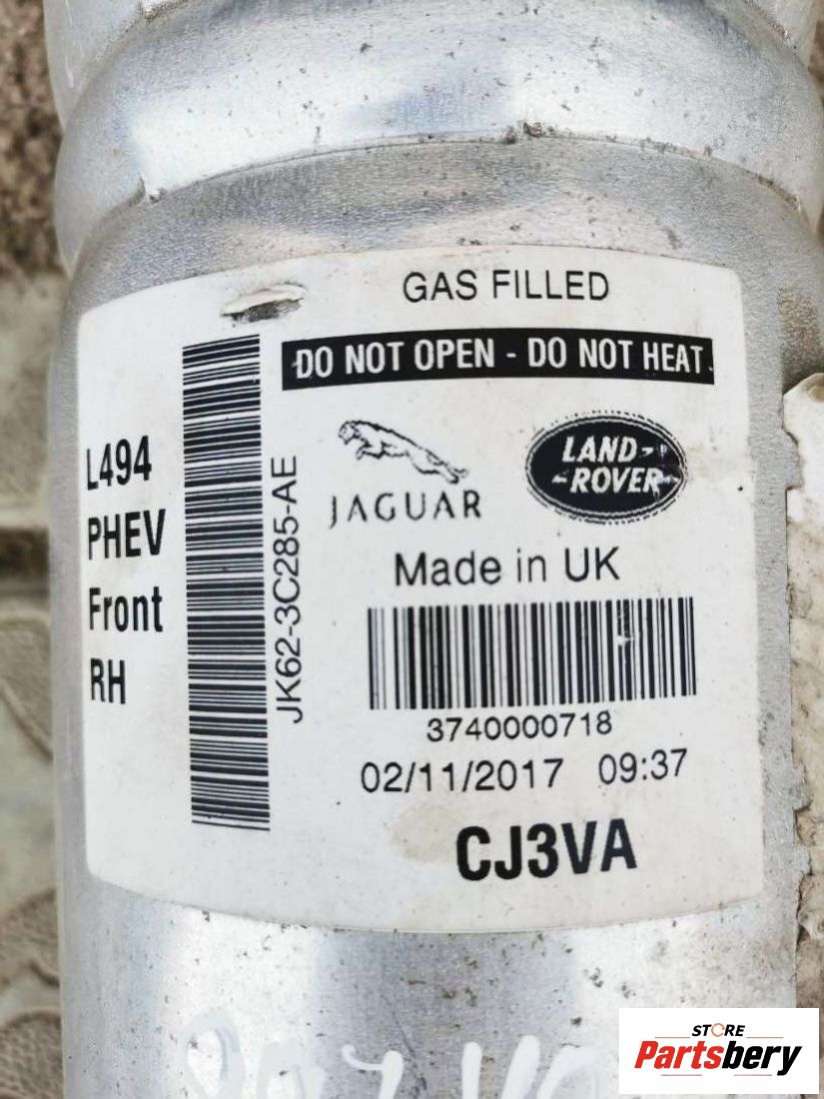 GAS FILLED
DO NOT OPEN - DO NOT HEAT
L494
PHEV
Front
RH
JK62-3C285-AE
JAGUAR
LAND-
-ROVER
Made in UK
3740000718
02/11/2017 09:37
CJ3VA
STORE
Partsbery